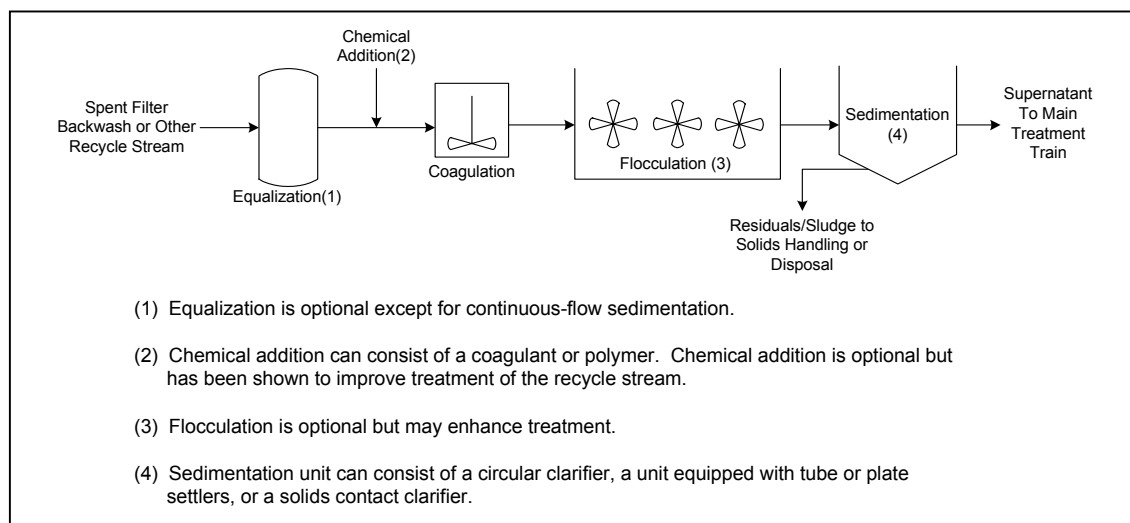 Chemical
Addition(2)
Spent Filter
Backwash or Other
Recycle Stream
Equalization(1)
Coagulation
Flocculation (3)
Sedimentation
(4)
Supernatant
To Main
Treatment
Train
Residuals/Sludge to
Solids Handling or
Disposal
(1) Equalization is optional except for continuous-flow sedimentation.
(2) Chemical addition can consist of a coagulant or polymer. Chemical addition is optional but
has been shown to improve treatment of the recycle stream.
(3) Flocculation is optional but may enhance treatment.
(4) Sedimentation unit can consist of a circular clarifier, a unit equipped with tube or plate
settlers, or a solids contact clarifier.